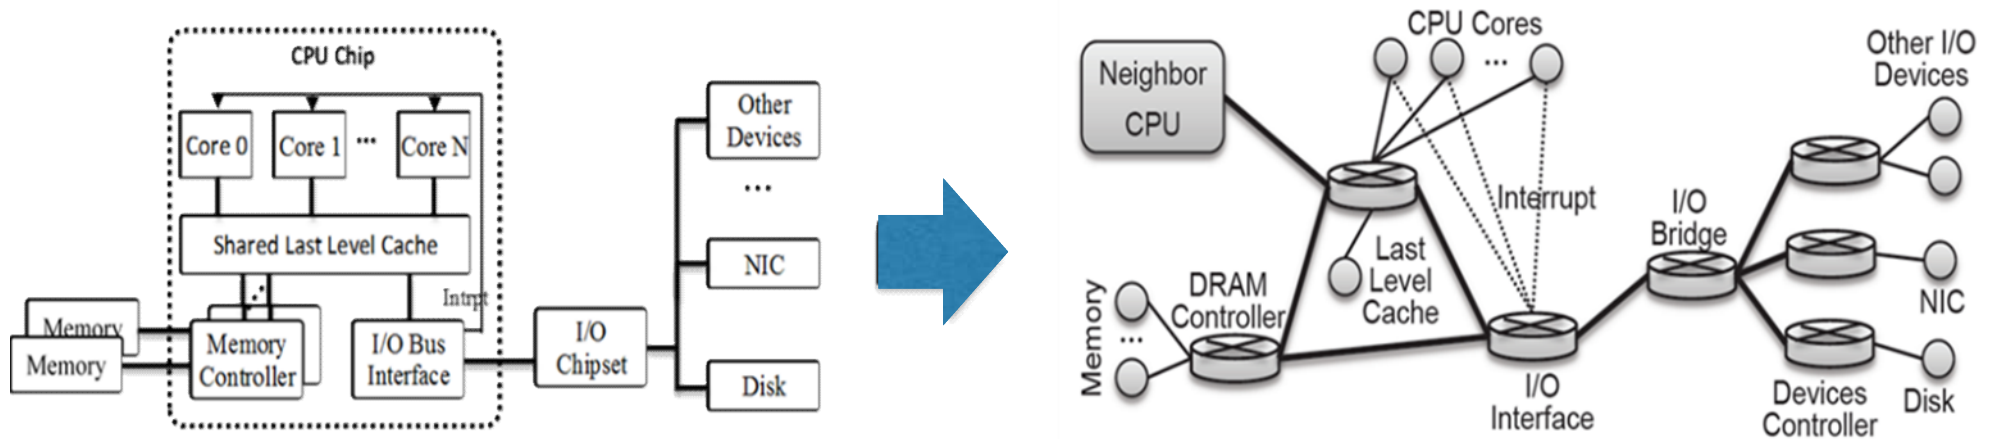 CPU Chip
Core 0
Core 1
...
Core N
Shared Last Level Cache
Intrpt
Memory
Memory
Memory
Controller
I/O Bus
Interface
I/O
Chipset
Other
Devices
...
NIC
Disk
Neighbor
CPU
CPU Cores
...
Interrupt
Last
Level
Cache
DRAM
Controller
Memory
...
I/O
Interface
I/O
Bridge
Other I/O
Devices
NIC
Devices
Controller
Disk